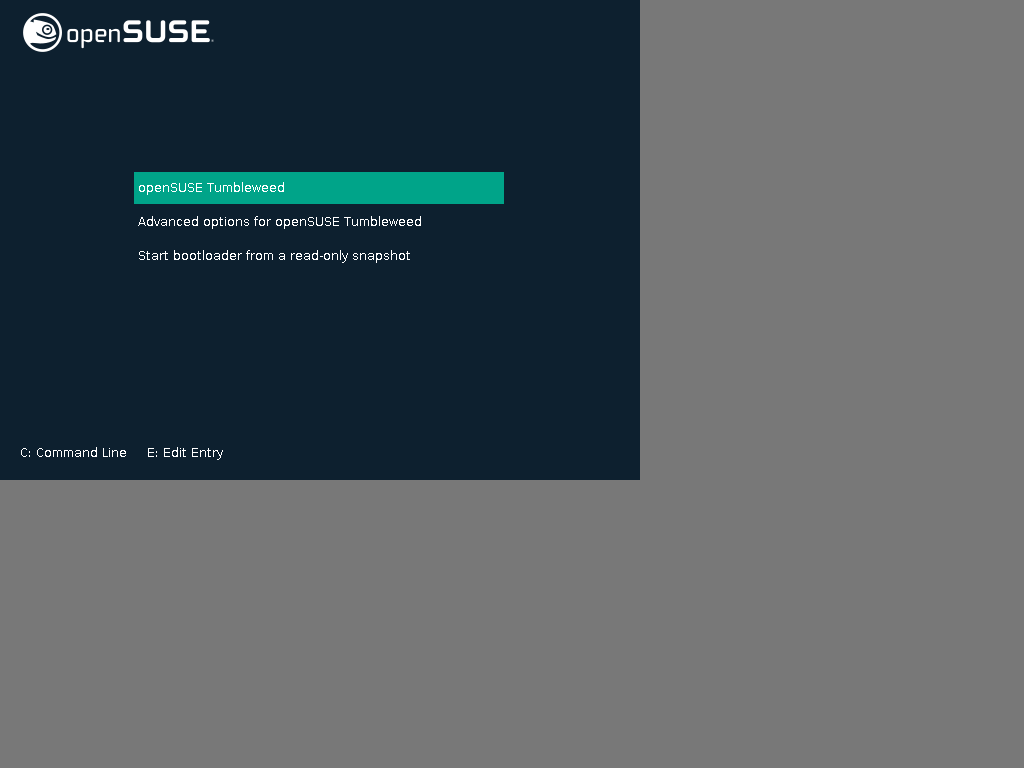 openSUSE.
openSUSE Tumbleweed
Advanced options for openSUSE Tumbleweed
Start bootloader from a read-only snapshot
C: Command Line E: Edit Entry